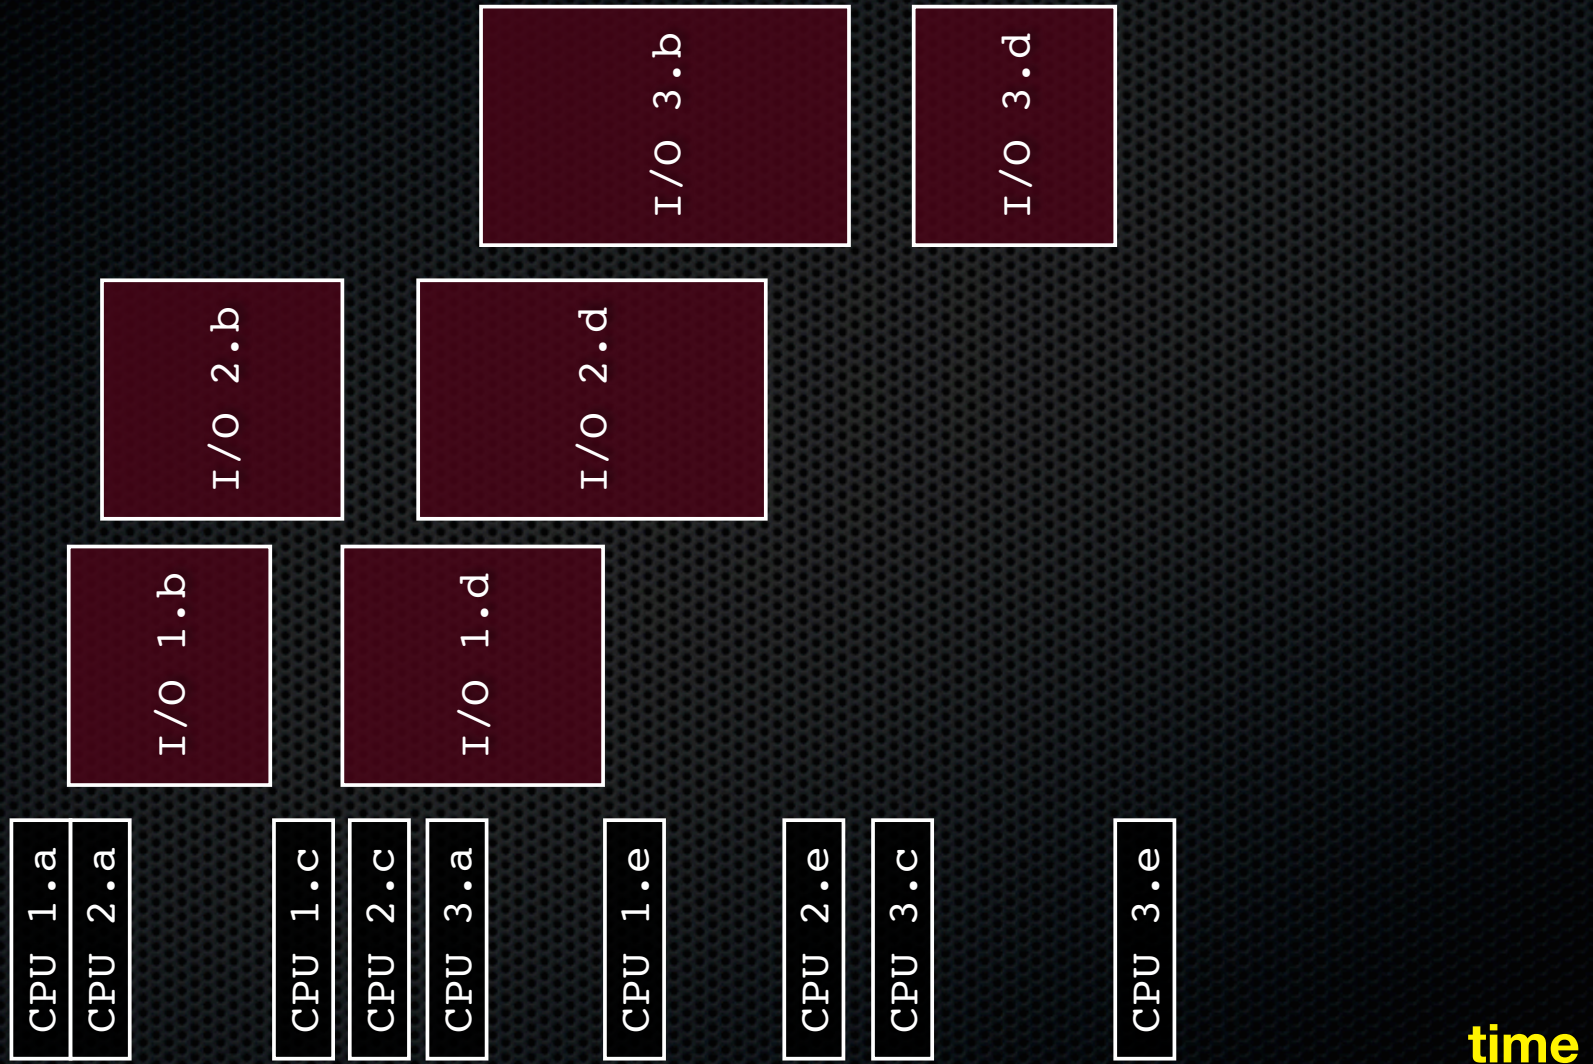 I/O 3.b
I/O 3.d
I/O 2.b
I/O 2.d
I/O 1.b
I/O 1.d
CPU 1.a
CPU 2.a
CPU 1.c
CPU 2.c
CPU 3.a
CPU 1.e
CPU 2.e
CPU 3.c
CPU 3.e
time